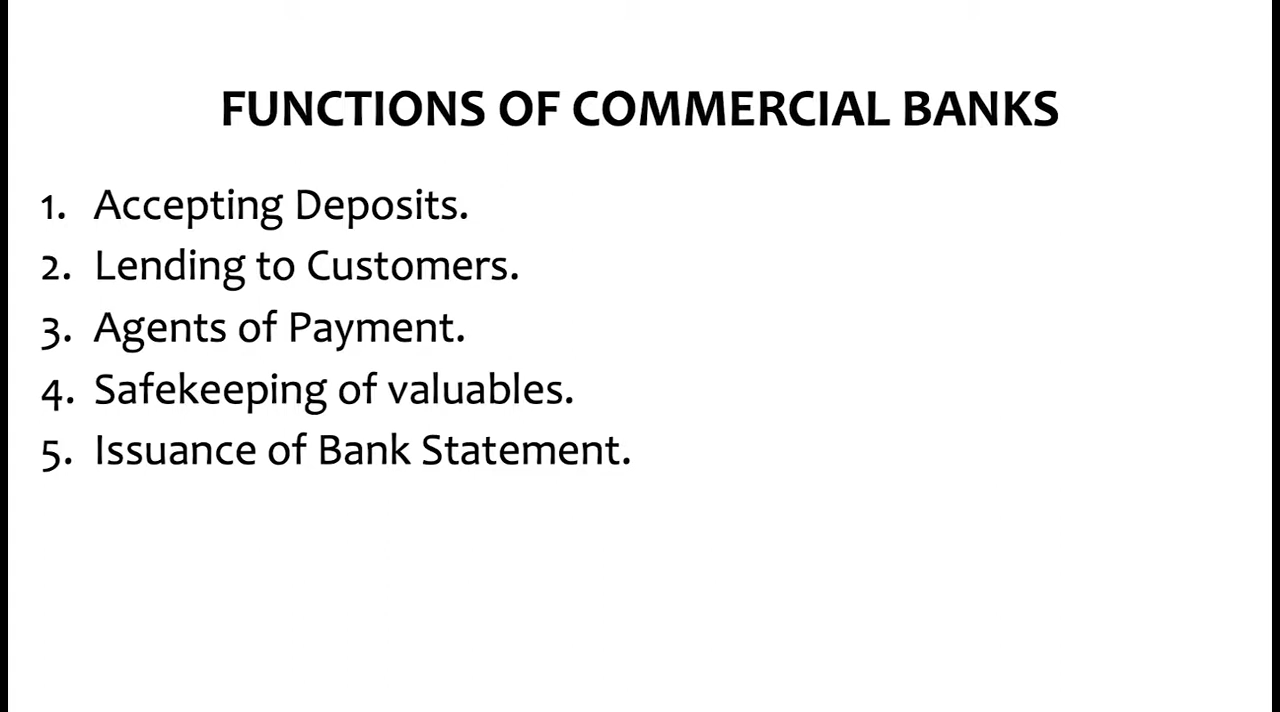 FUNCTIONS OF COMMERCIAL BANKS
1. Accepting Deposits.
2. Lending to Customers.
3. Agents of Payment.
4. Safekeeping of valuables.
5. Issuance of Bank Statement.